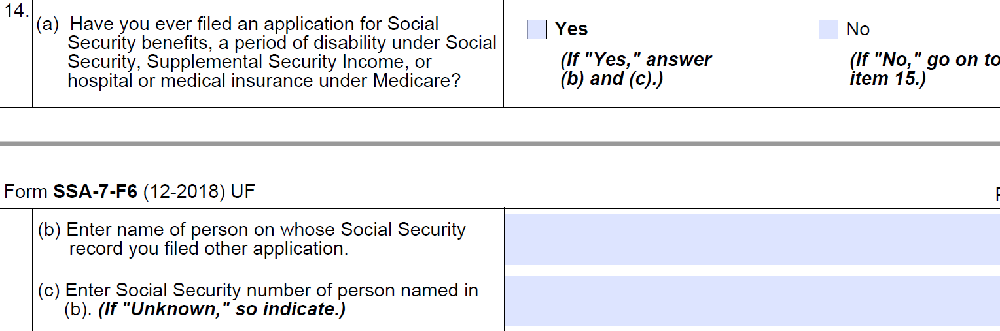 14.
(a) Have you ever filed an application for Social
Security benefits, a period of disability under Social
Security, Supplemental Security Income, or
hospital or medical insurance under Medicare?
Yes
(If "Yes," answer
(b) and (c).)
No
(If "No," go on to
item 15.)
Form SSA-7-F6 (12-2018) UF
(b) Enter name of person on whose Social Security
record you filed other application.
(c) Enter Social Security number of person named in
(b). (If "Unknown," so indicate.)